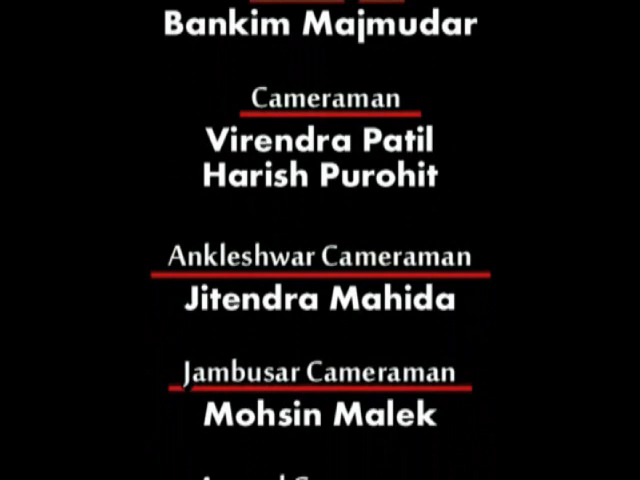 Bankim Majmudar
Cameraman
Virendra Patil
Harish Purohit
Ankleshwar Cameraman
Jitendra Mahida
Jambusar Cameraman
Mohsin Malek